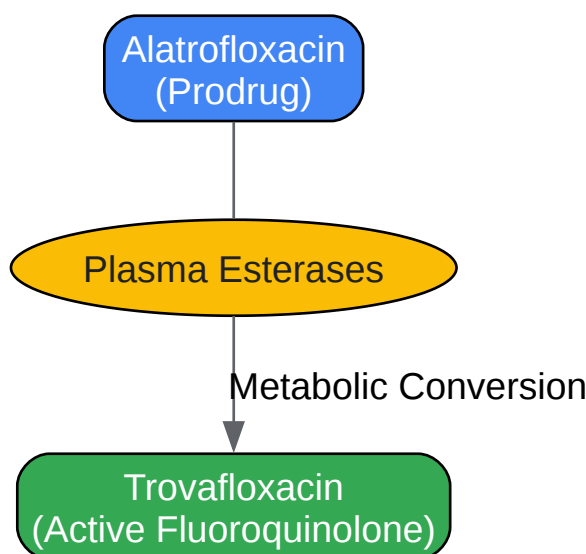 Alatrofloxacin
(Prodrug)
Plasma Esterases
Metabolic Conversion
Trovafloxacin
(Active Fluoroquinolone)